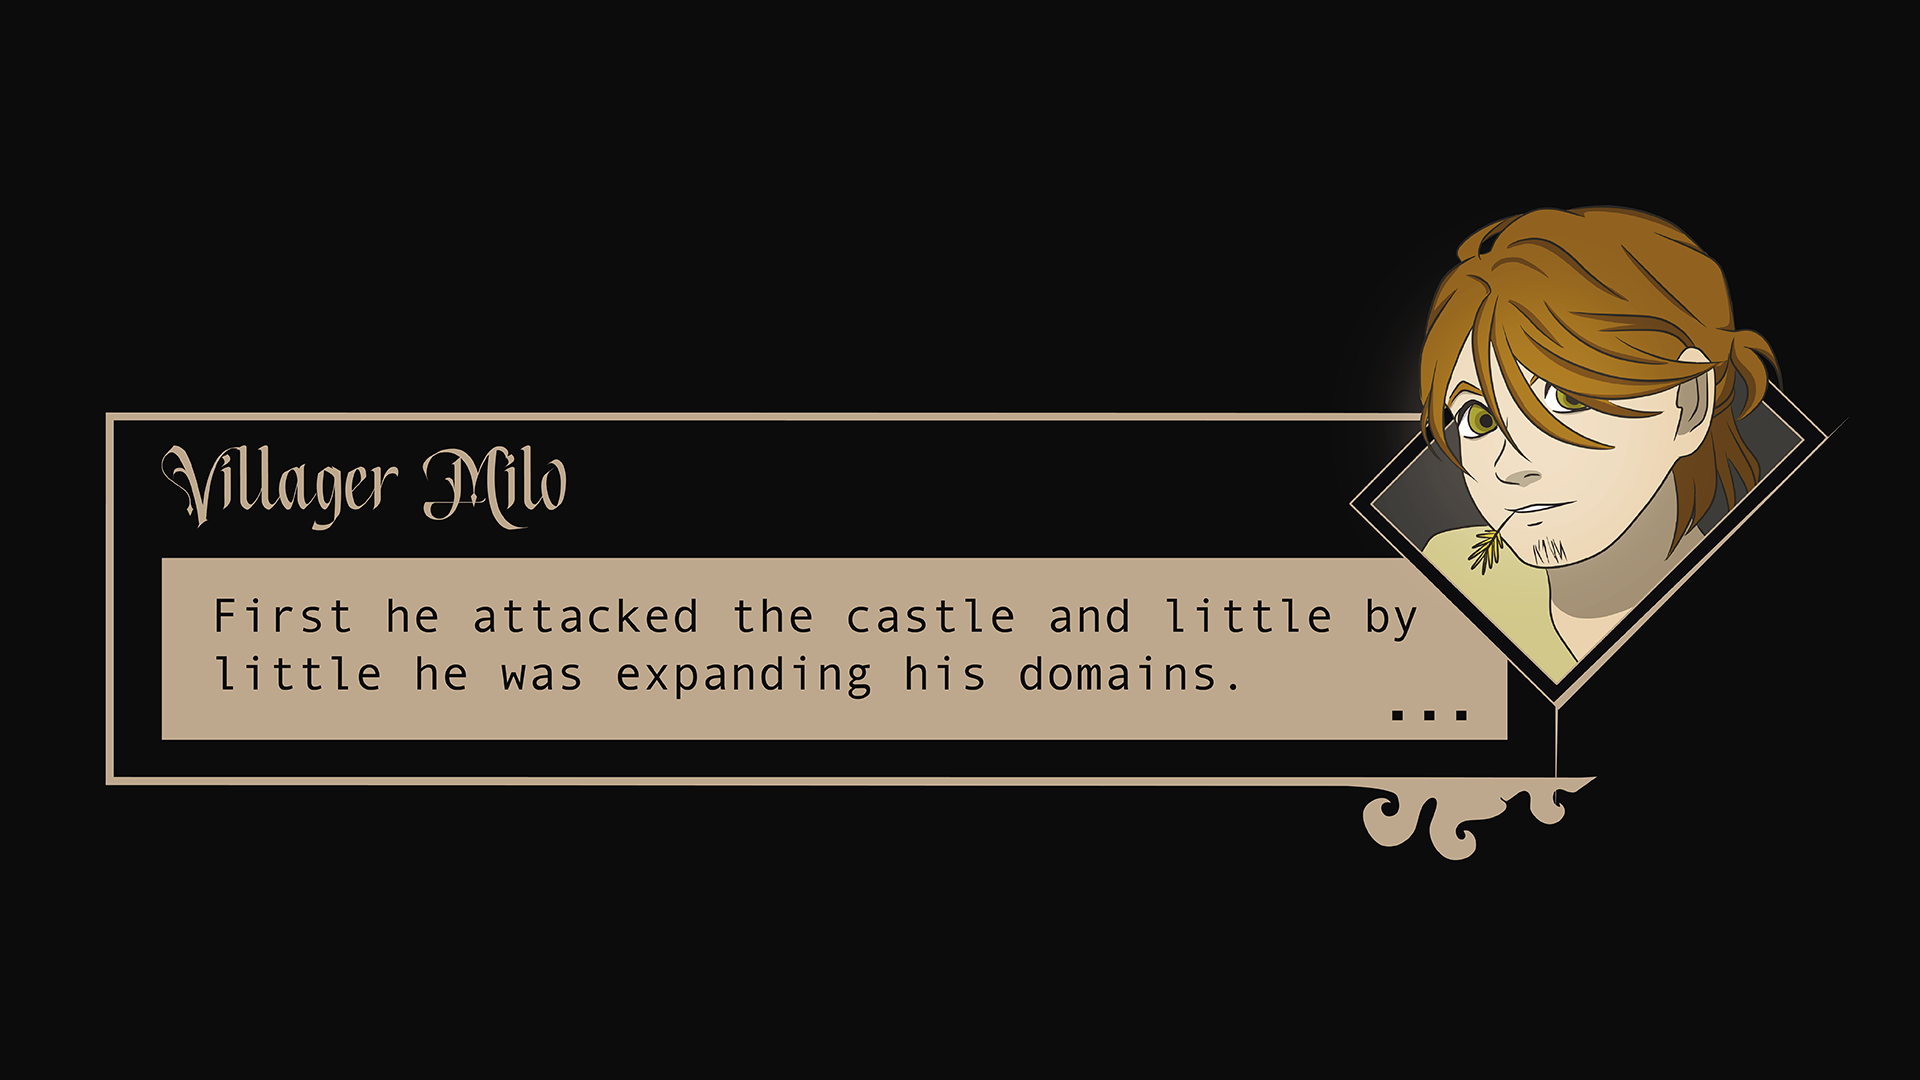 Villager Milo
First he attacked the castle and little by
little he was expanding his domains.
...